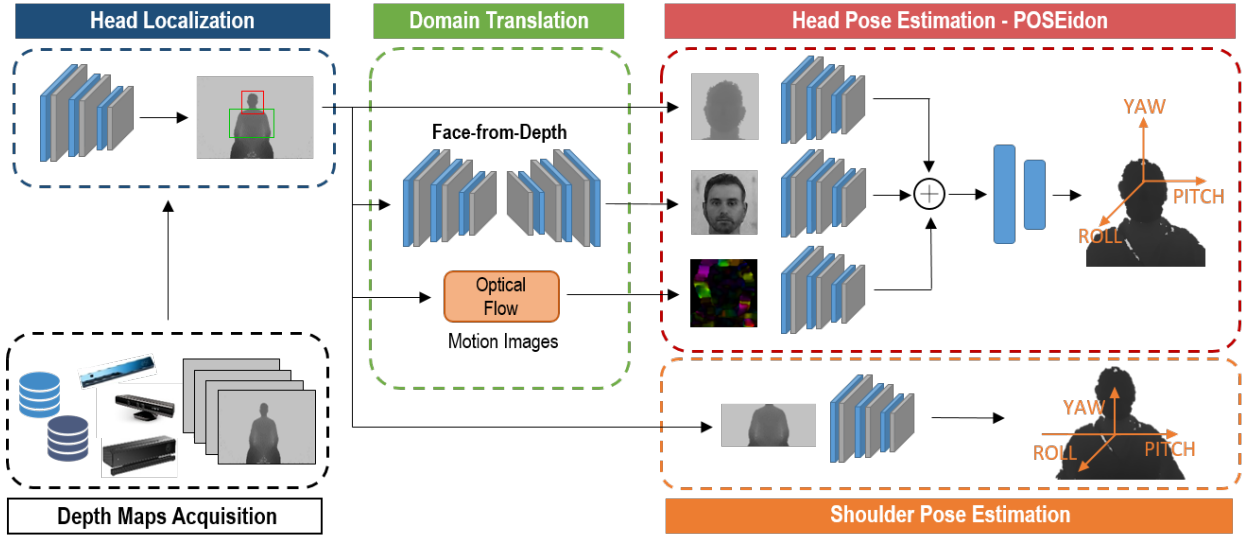 Head Localization
Domain Translation
Head Pose Estimation - POSEidon
Face-from-Depth
Optical
Flow
Motion Images
YAW
PITCH
ROLL
YAW
ROLL
PITCH
Depth Maps Acquisition
Shoulder Pose Estimation